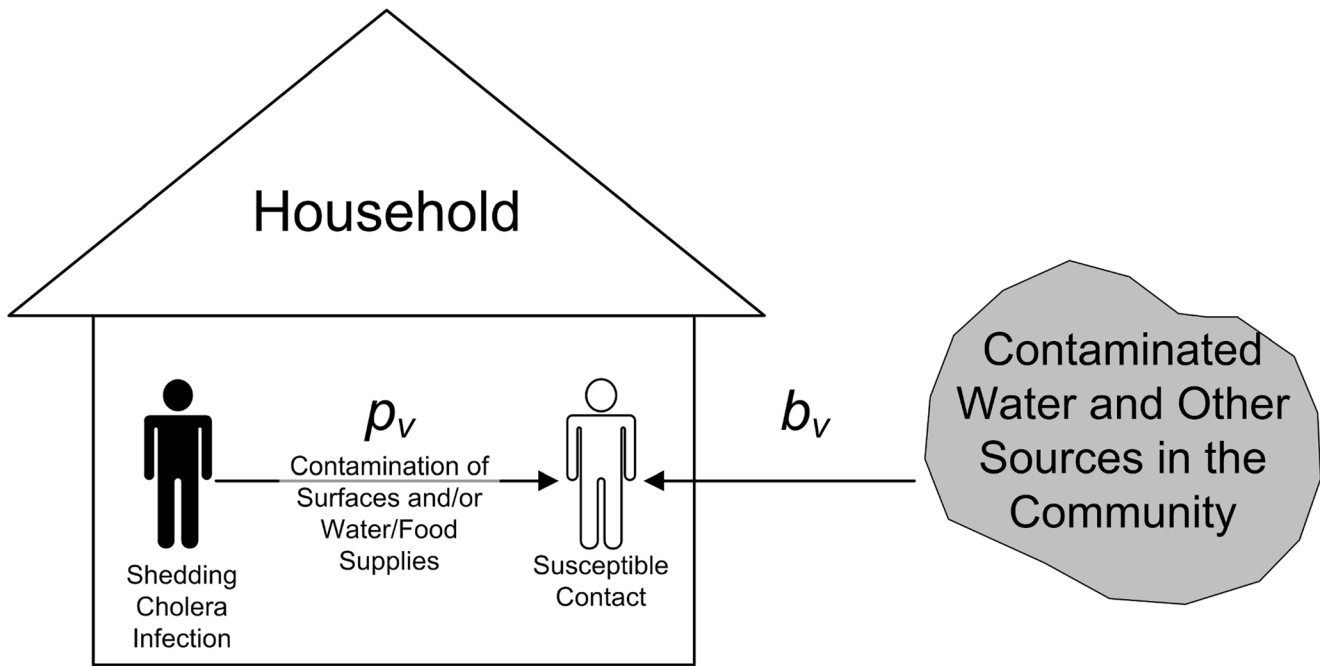 Household
p_v
Contamination of
Surfaces and/or
Water/Food
Supplies
Shedding
Cholera
Infection
Susceptible
Contact
b_v
Contaminated
Water and Other
Sources in the
Community